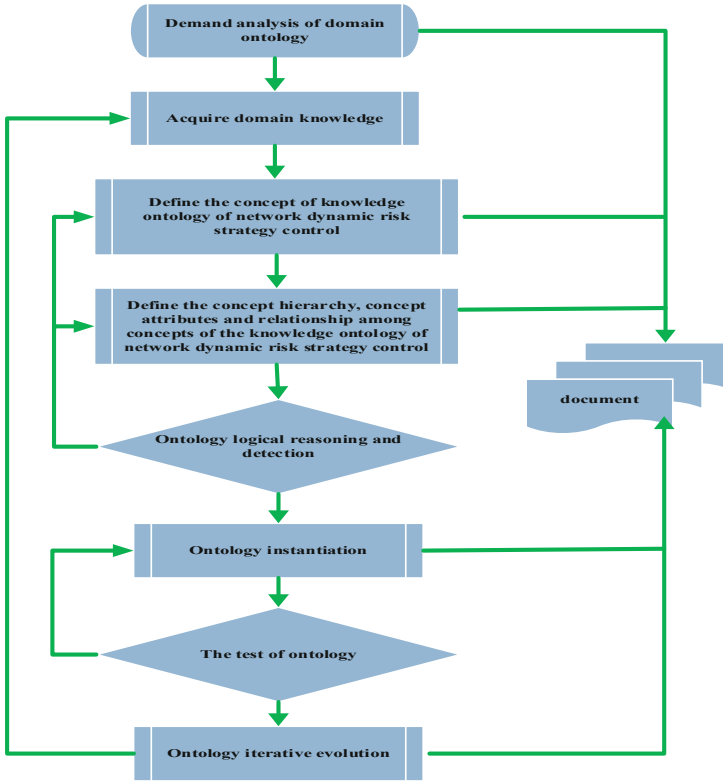 Demand analysis of domain
ontology
Acquire domain knowledge
Define the concept of knowledge
ontology of network dynamic risk
strategy control
Define the concept hierarchy, concept
attributes and relationship among
concepts of the knowledge ontology of
network dynamic risk strategy control
document
Ontology logical reasoning and
detection
Ontology instantiation
The test of ontology
Ontology iterative evolution